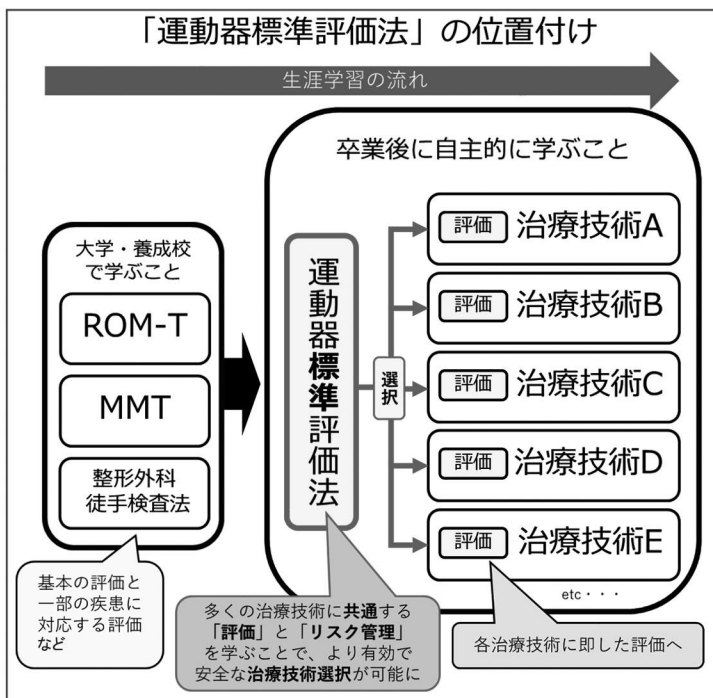 「運動器標準評価法」の位置付け
生涯学習の流れ
卒業後に自主的に学ぶこと
大学・養成校
で学ぶこと
ROM-T
MMT
整形外科
徒手検査法
基本の評価と
一部の疾患に
対応する評価
など
運動器標準評価法
選択
評価 治療技術A
評価 治療技術B
評価 治療技術C
評価 治療技術D
評価 治療技術E
etc・・・
多くの治療技術に共通する
「評価」と「リスク管理」
を学ぶことで、より有効で
安全な治療技術選択が可能に
各治療技術に即した評価へ